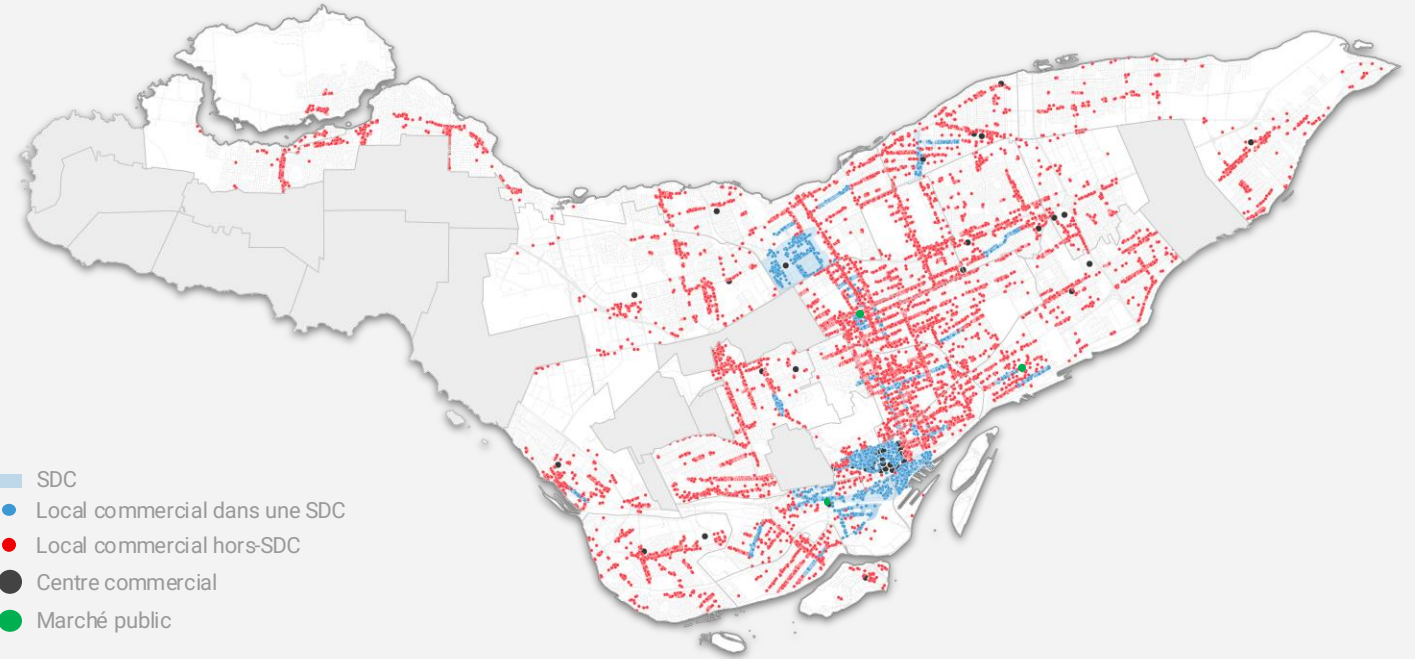 SDC
Local commercial dans une SDC
Local commercial hors-SDC
Centre commercial
Marché public